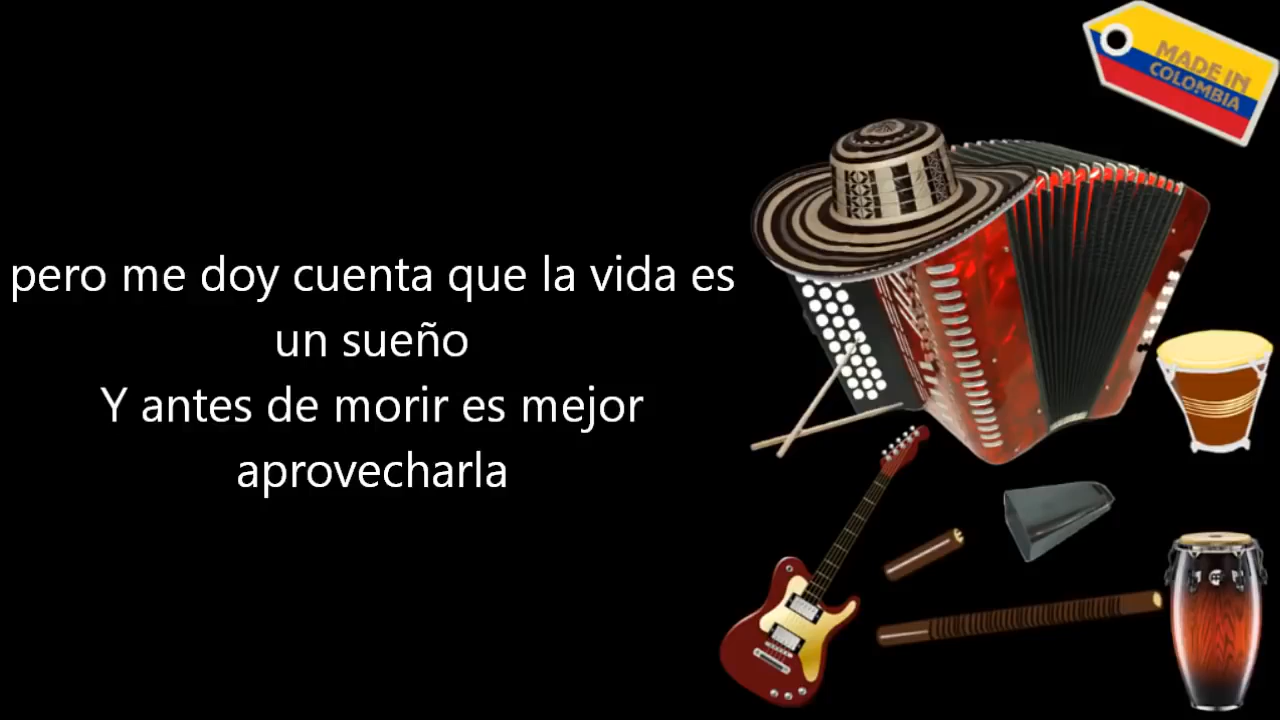 MADE IN
COLOMBIA
pero me doy cuenta que la vida es
un sueño
Y antes de morir es mejor
aprovecharla